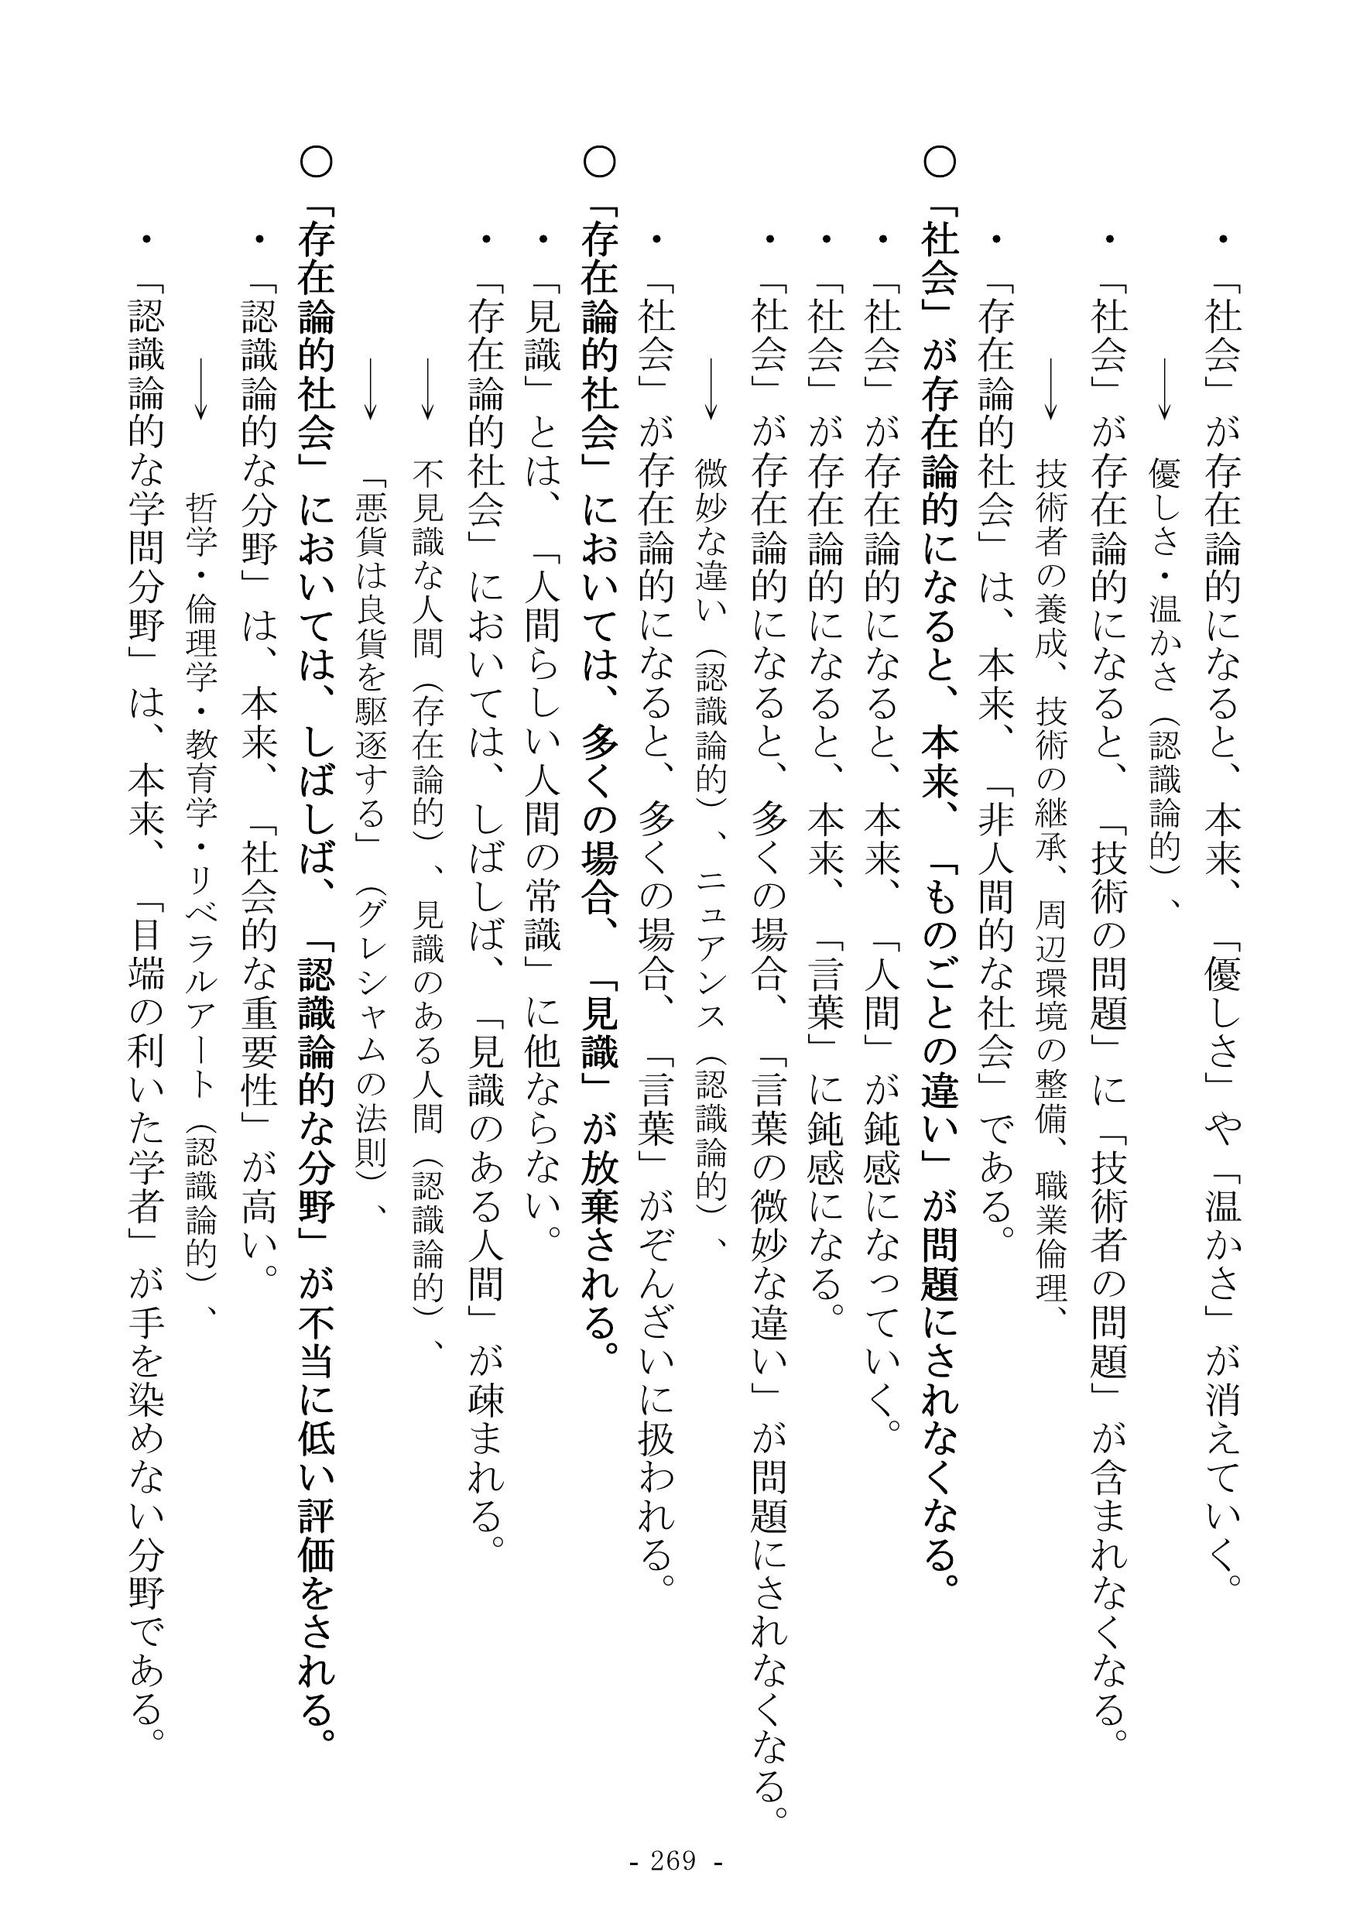 ・「社会」が存在論的になると、本来、「優しさ」や「温かさ」が消えていく。
→ 優しさ・温かさ（認識論的）、
・「社会」が存在論的になると、「技術の問題」に「技術者の問題」が含まれなくなる。
→ 技術者の養成、技術の継承、周辺環境の整備、職業倫理、
・「存在論的社会」は、本来、「非人間的な社会」である。
○「社会」が存在論的になると、本来、「ものごとの違い」が問題にされなくなる。
・「社会」が存在論的になると、本来、「人間」が鈍感になっていく。
・「社会」が存在論的になると、本来、「言葉」に鈍感になる。
・「社会」が存在論的になると、多くの場合、「言葉の微妙な違い」が問題にされなくなる。
→ 微妙な違い（認識論的）、ニュアンス（認識論的）、
・「社会」が存在論的になると、多くの場合、「言葉」がぞんざいに扱われる。
○「存在論的社会」においては、多くの場合、「見識」が放棄される。
・「見識」とは、「人間らしい人間の常識」に他ならない。
・「存在論的社会」においては、しばしば、「見識のある人間」が疎まれる。
→ 不見識な人間（存在論的）、見識のある人間（認識論的）、
→ 「悪貨は良貨を駆逐する」（グレシャムの法則）、
○「存在論的社会」においては、しばしば、「認識論的な分野」が不当に低い評価をされる。
・「認識論的な分野」は、本来、「社会的な重要性」が高い。
→ 哲学・倫理学・教育学・リベラルアート（認識論的）、
・「認識論的な学問分野」は、本来、「目端の利いた学者」が手を染めない分野である。
- 269 -